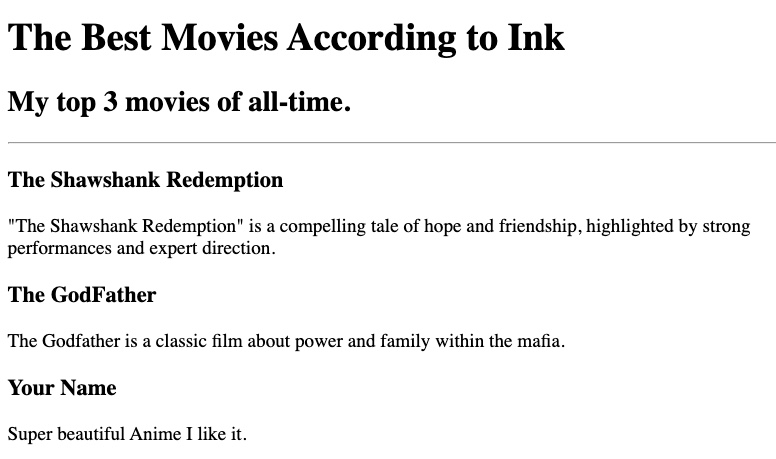 The Best Movies According to Ink
My top 3 movies of all-time.
The Shawshank Redemption
"The Shawshank Redemption" is a compelling tale of hope and friendship, highlighted by strong
performances and expert direction.
The GodFather
The Godfather is a classic film about power and family within the mafia.
Your Name
Super beautiful Anime I like it.